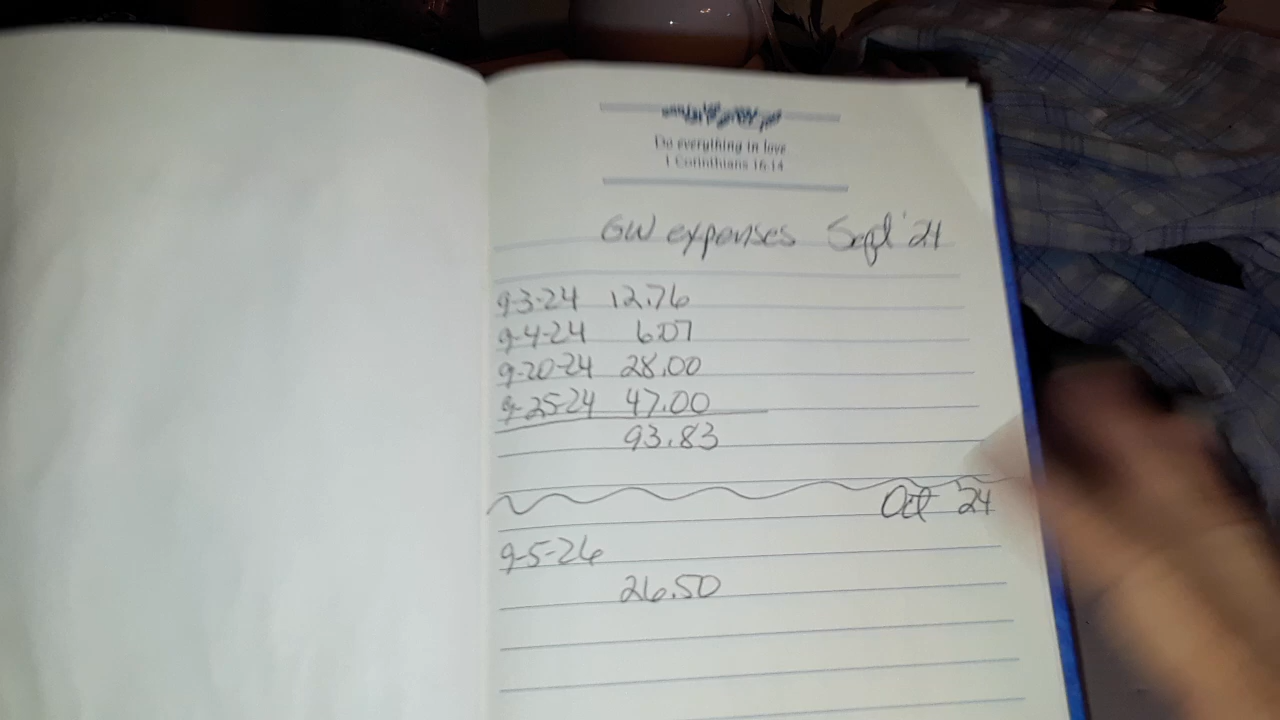 Do everything in love
1 Corinthians 16:14
GW expenses Sept '24
9-3-24 12.76
9-4-24 6.07
9-20-24 28.00
9-25-24 47.00
93.83
Oct '24
9-5-26
26.50